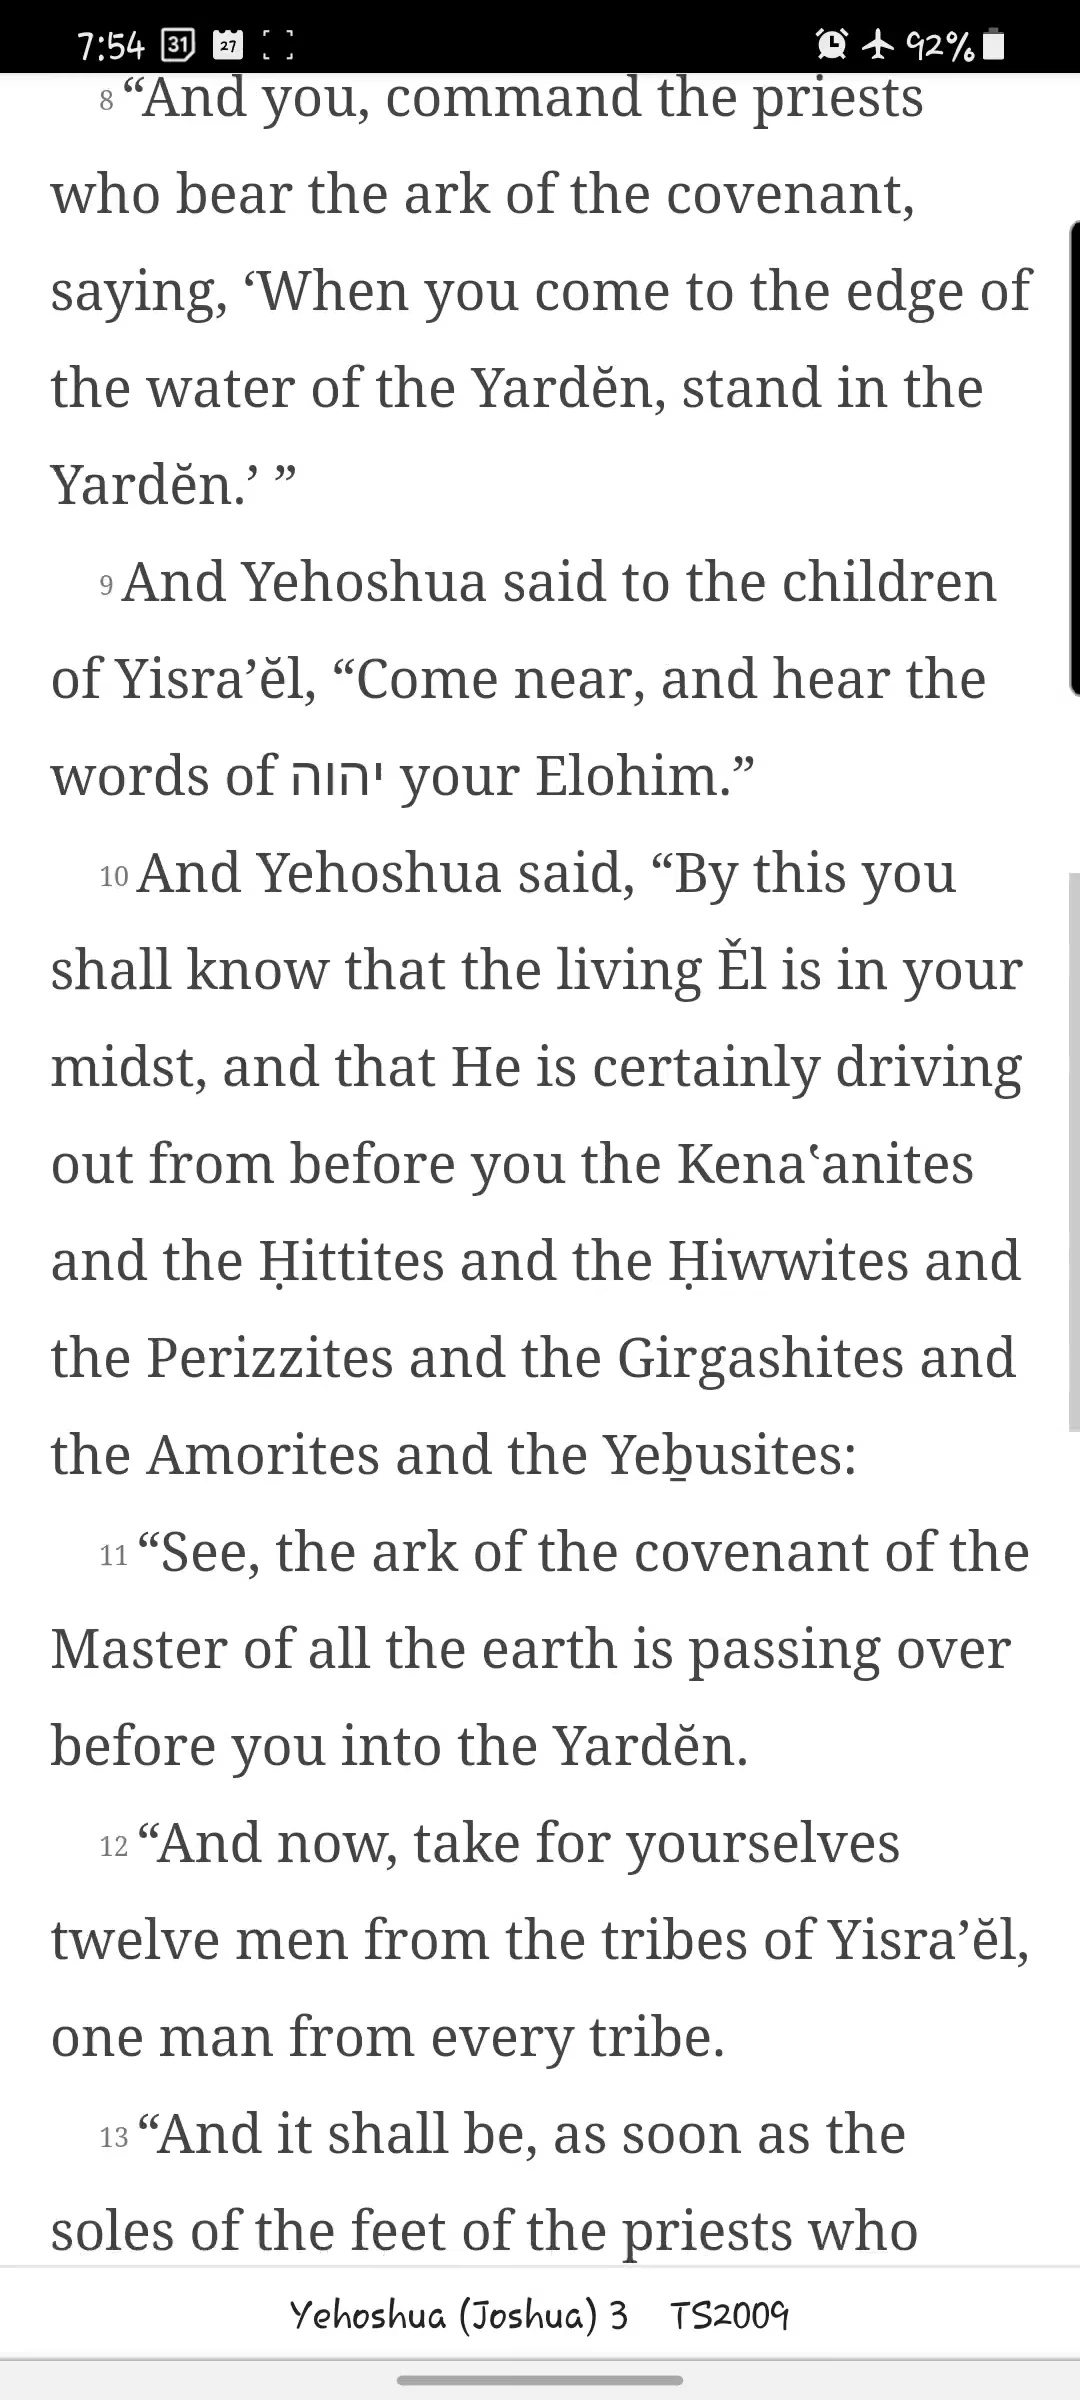 7:54 31 27 92%
8 “And you, command the priests
who bear the ark of the covenant,
saying, ‘When you come to the edge of
the water of the Yardĕn, stand in the
Yardĕn.’ ”
9 And Yehoshua said to the children
of Yisra’ĕl, “Come near, and hear the
words of יהוה your Elohim.”
10 And Yehoshua said, “By this you
shall know that the living Ěl is in your
midst, and that He is certainly driving
out from before you the Kena‛anites
and the Ḥittites and the Ḥiwwites and
the Perizzites and the Girgashites and
the Amorites and the Yeḇusites:
11 “See, the ark of the covenant of the
Master of all the earth is passing over
before you into the Yardĕn.
12 “And now, take for yourselves
twelve men from the tribes of Yisra’ĕl,
one man from every tribe.
13 “And it shall be, as soon as the
soles of the feet of the priests who
Yehoshua (Joshua) 3 TS2009